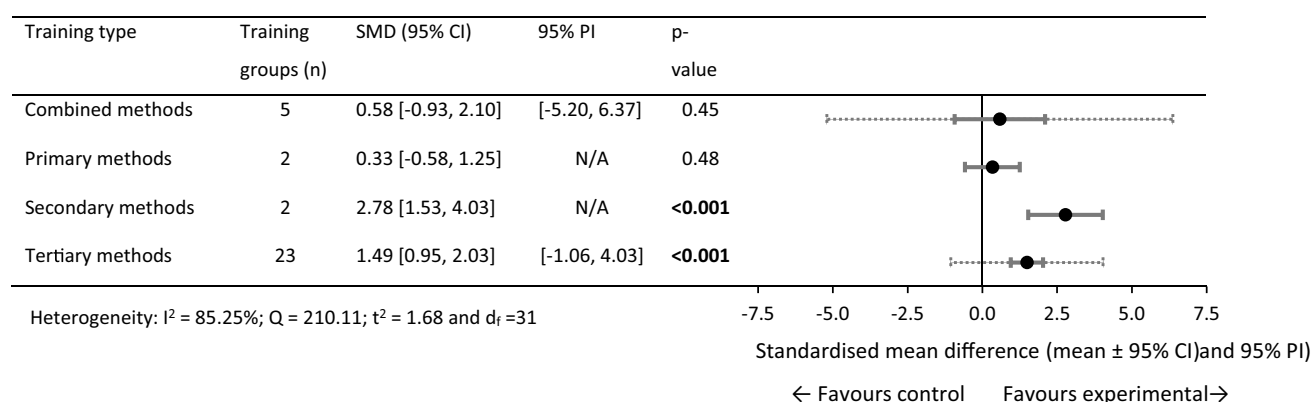 Training type Training groups (n) SMD (95% CI) 95% PI p-value
Combined methods 5 0.58 [-0.93, 2.10] [-5.20, 6.37] 0.45
Primary methods 2 0.33 [-0.58, 1.25] N/A 0.48
Secondary methods 2 2.78 [1.53, 4.03] N/A <0.001
Tertiary methods 23 1.49 [0.95, 2.03] [-1.06, 4.03] <0.001
Heterogeneity: I² = 85.25%; Q = 210.11; t² = 1.68 and d_f =31
-7.5 -5.0 -2.5 0.0 2.5 5.0 7.5
Standardised mean difference (mean ± 95% CI)and 95% PI)
← Favours control Favours experimental→